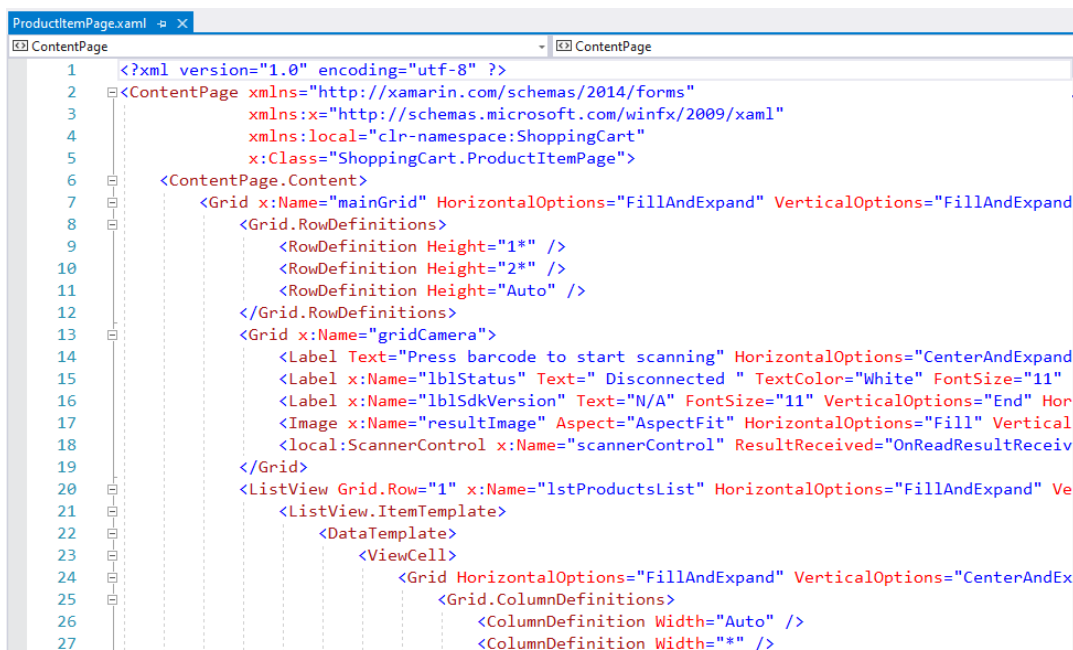 ProductItemPage.xaml
ContentPage ContentPage
1 <?xml version="1.0" encoding="utf-8" ?>
2 <ContentPage xmlns="http://xamarin.com/schemas/2014/forms"
3 xmlns:x="http://schemas.microsoft.com/winfx/2009/xaml"
4 xmlns:local="clr-namespace:ShoppingCart"
5 x:Class="ShoppingCart.ProductItemPage">
6 <ContentPage.Content>
7 <Grid x:Name="mainGrid" HorizontalOptions="FillAndExpand" VerticalOptions="FillAndExpand
8 <Grid.RowDefinitions>
9 <RowDefinition Height="1*" />
10 <RowDefinition Height="2*" />
11 <RowDefinition Height="Auto" />
12 </Grid.RowDefinitions>
13 <Grid x:Name="gridCamera">
14 <Label Text="Press barcode to start scanning" HorizontalOptions="CenterAndExpand
15 <Label x:Name="lblStatus" Text=" Disconnected " TextColor="White" FontSize="11"
16 <Label x:Name="lblSdkVersion" Text="N/A" FontSize="11" VerticalOptions="End" Hor
17 <Image x:Name="resultImage" Aspect="AspectFit" HorizontalOptions="Fill" Vertical
18 <local:ScannerControl x:Name="scannerControl" ResultReceived="OnReadResultReceiv
19 </Grid>
20 <ListView Grid.Row="1" x:Name="lstProductsList" HorizontalOptions="FillAndExpand" Ve
21 <ListView.ItemTemplate>
22 <DataTemplate>
23 <ViewCell>
24 <Grid HorizontalOptions="FillAndExpand" VerticalOptions="CenterAndEx
25 <Grid.ColumnDefinitions>
26 <ColumnDefinition Width="Auto" />
27 <ColumnDefinition Width="*" />